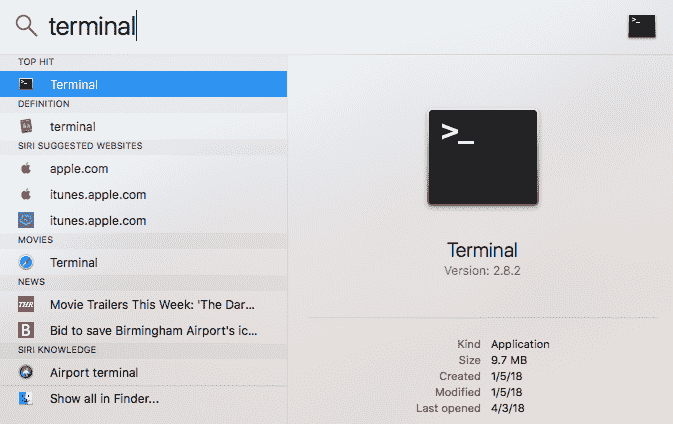 terminal
TOP HIT
Terminal
DEFINITION
terminal
SIRI SUGGESTED WEBSITES
apple.com
itunes.apple.com
itunes.apple.com
MOVIES
Terminal
NEWS
THR Movie Trailers This Week: 'The Dar...
B Bid to save Birmingham Airport's ic...
SIRI KNOWLEDGE
Airport terminal
Show all in Finder...
>_
Terminal
Version: 2.8.2
Kind Application
Size 9.7 MB
Created 1/5/18
Modified 1/5/18
Last opened 4/3/18